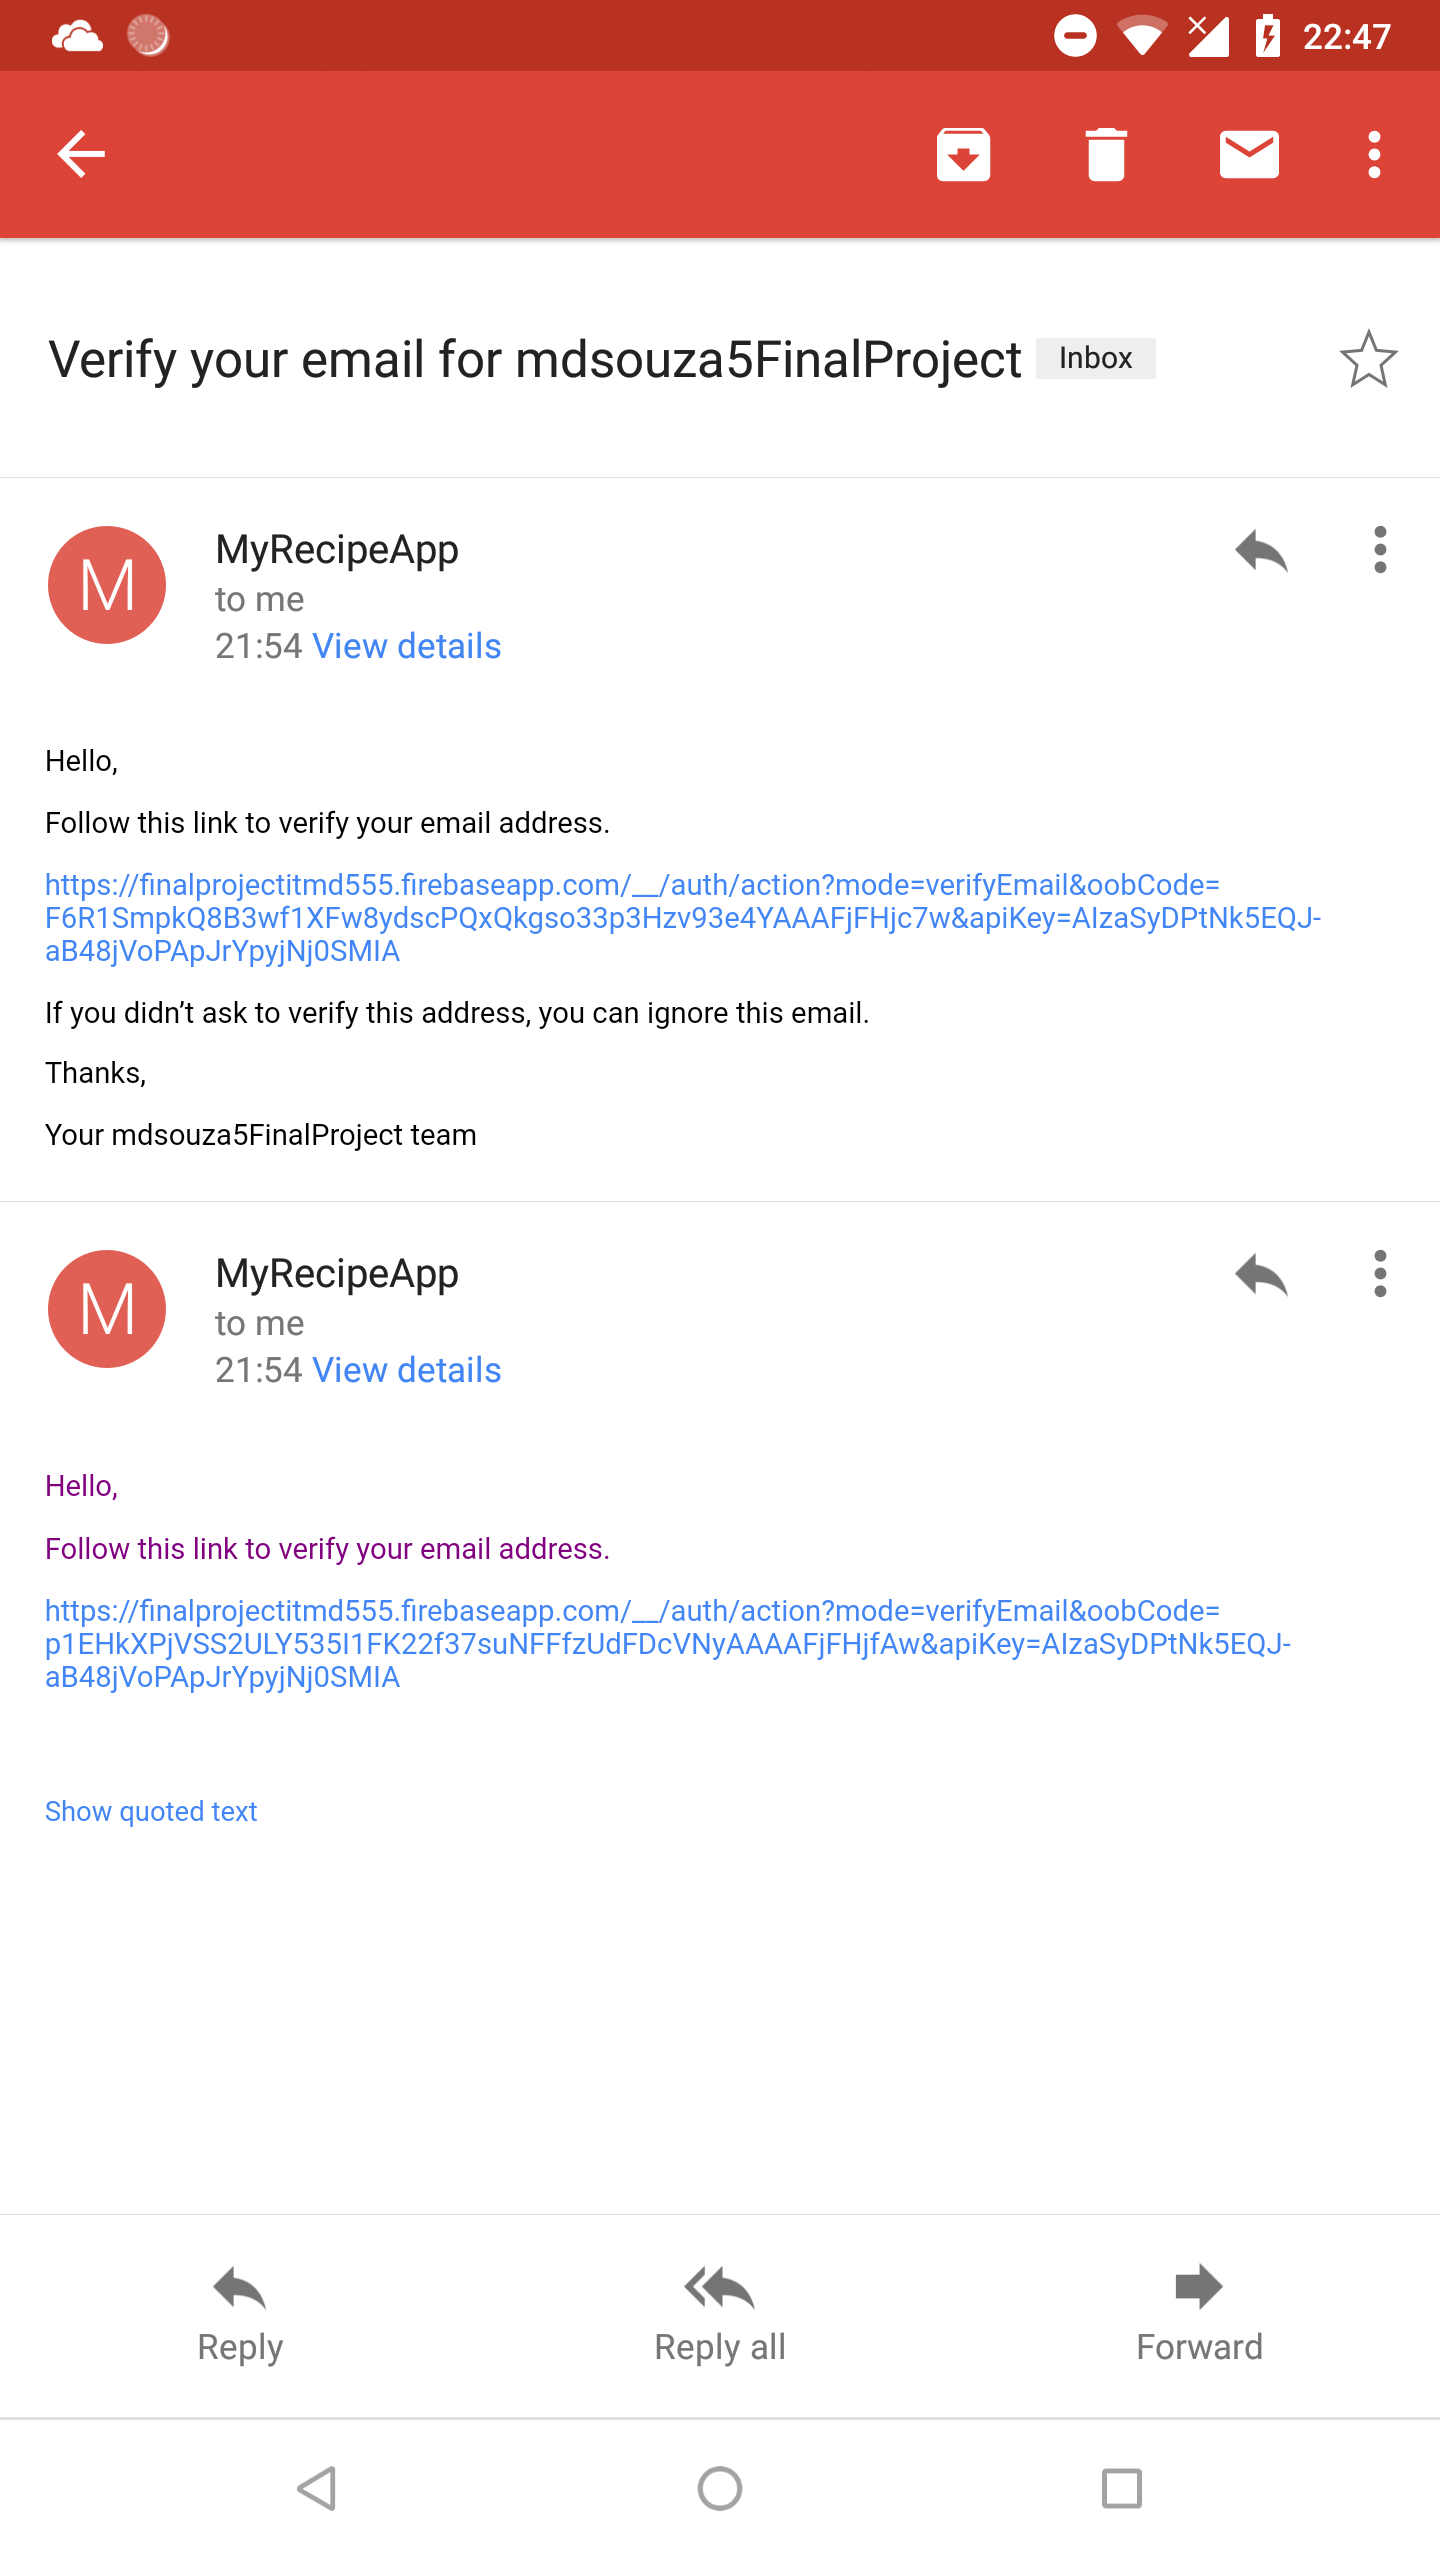 22:47
Verify your email for mdsouza5FinalProject Inbox
M
MyRecipeApp
to me
21:54 View details
Hello,
Follow this link to verify your email address.
https://finalprojectitmd555.firebaseapp.com/__/auth/action?mode=verifyEmail&oobCode=
F6R1SmpkQ8B3wf1XFw8ydscPQxQkgso33p3Hzv93e4YAAAFjFHjc7w&apiKey=AIzaSyDPtNk5EQJ-
aB48jVoPApJrYpyjNj0SMIA
If you didn’t ask to verify this address, you can ignore this email.
Thanks,
Your mdsouza5FinalProject team
M
MyRecipeApp
to me
21:54 View details
Hello,
Follow this link to verify your email address.
https://finalprojectitmd555.firebaseapp.com/__/auth/action?mode=verifyEmail&oobCode=
p1EHkXPjVSS2ULY535I1FK22f37suNFFfzUdFDcVNyAAAAFjFHjfAw&apiKey=AIzaSyDPtNk5EQJ-
aB48jVoPApJrYpyjNj0SMIA
Show quoted text
Reply Reply all Forward